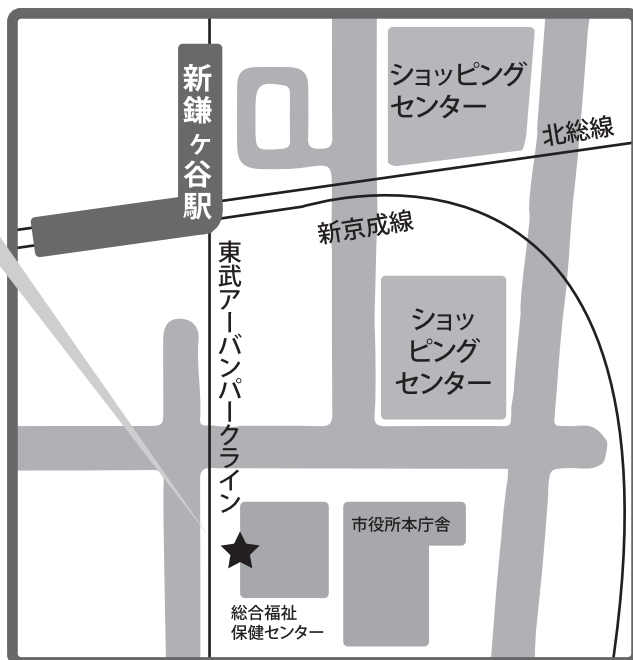 新鎌ヶ谷駅
ショッピング
センター
北総線
新京成線
東武アーバンパークライン
ショッ
ピング
センター
市役所本庁舎
総合福祉
保健センター